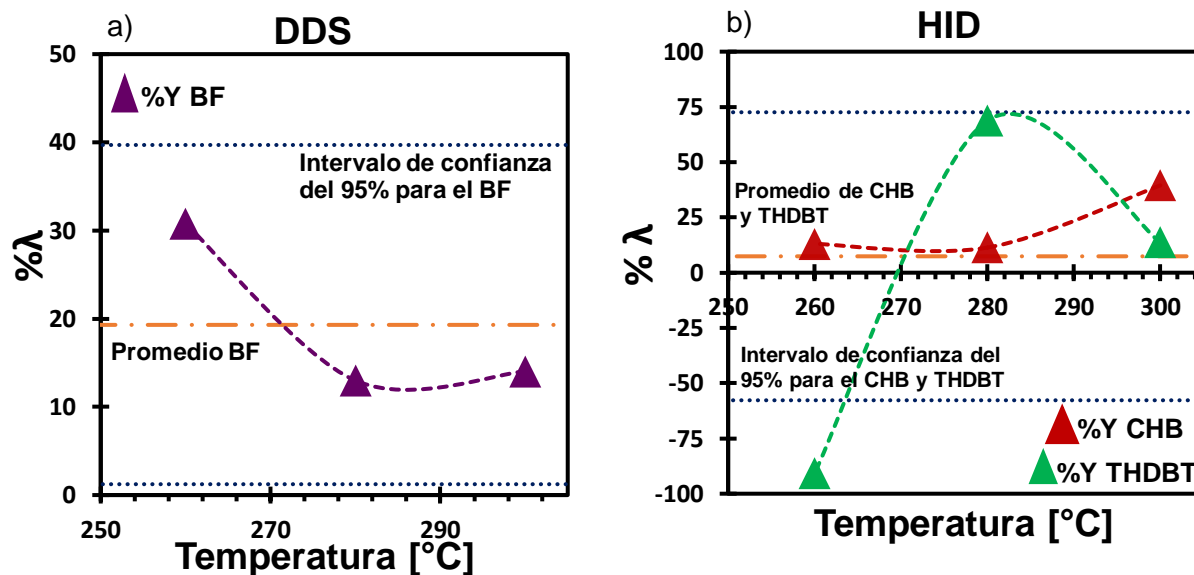 a)
DDS
50
40
30
20
10
0
%λ
%Y BF
Intervalo de confianza
del 95% para el BF
Promedio BF
250
270
290
Temperatura [°C]
b)
HID
100
75
50
25
0
-25
-50
-75
-100
% λ
Promedio de CHB
y THDBT
250
260
270
280
290
300
Intervalo de confianza del
95% para el CHB y THDBT
%Y CHB
%Y THDBT
Temperatura [°C]